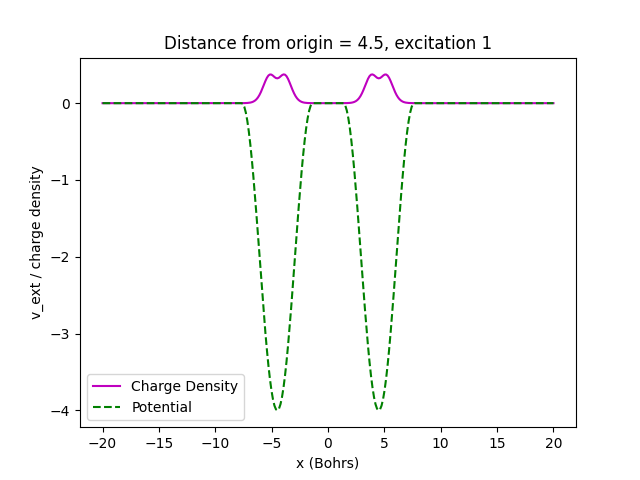 Distance from origin = 4.5, excitation 1
v_ext / charge density
0
−1
−2
−3
−4
Charge Density
Potential
−20 −15 −10 −5 0 5 10 15 20
x (Bohrs)